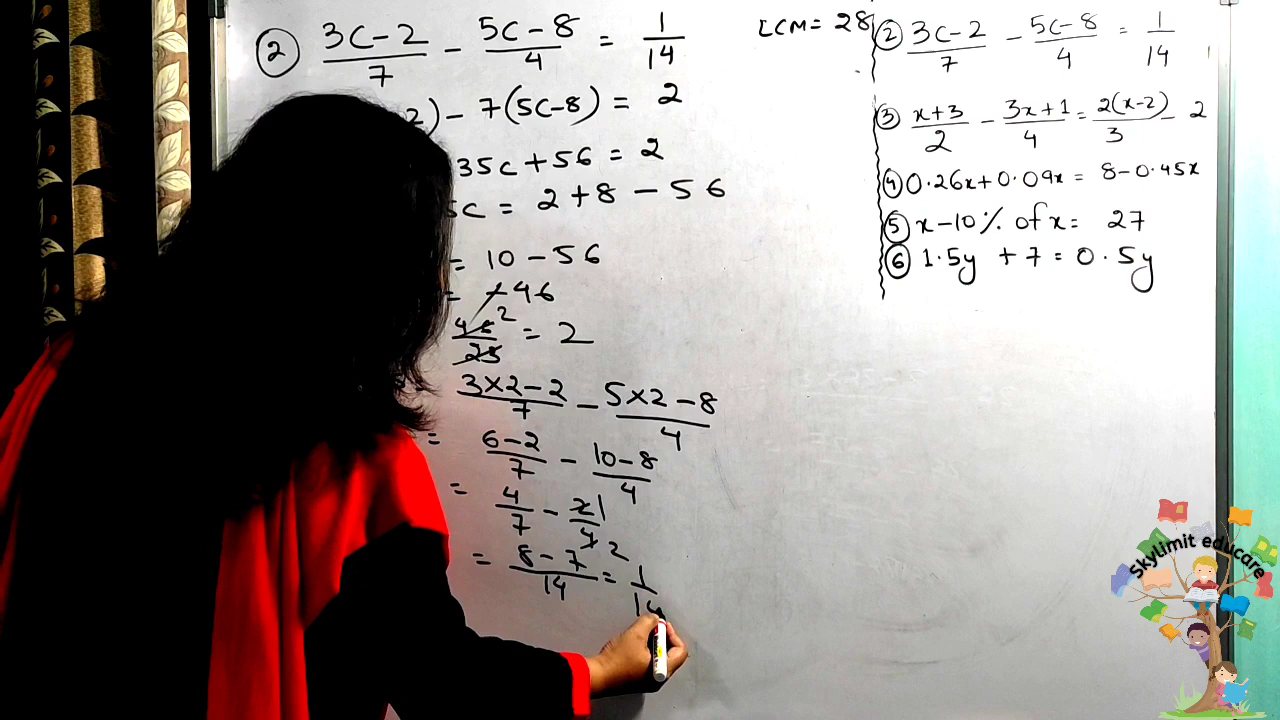 ② (3c-2)/7 - (5c-8)/4 = 1/14
LCM = 28
2) - 7(5c-8) = 2
35c + 56 = 2
5c = 2 + 8 - 56
= 10 - 56
= -46
/25 2 = 2
(3×2-2)/7 - (5×2-8)/4
= (6-2)/7 - (10-8)/4
= 4/7 - 2/4 1 2
= (8-7)/14 = 1/14
② (3c-2)/7 - (5c-8)/4 = 1/14
③ (x+3)/2 - (3x+1)/4 = 2(x-2)/3 - 2
④ 0.26x + 0.09x = 8 - 0.45x
⑤ x - 10% of x = 27
⑥ 1.5y + 7 = 0.5y
Skylimit educare